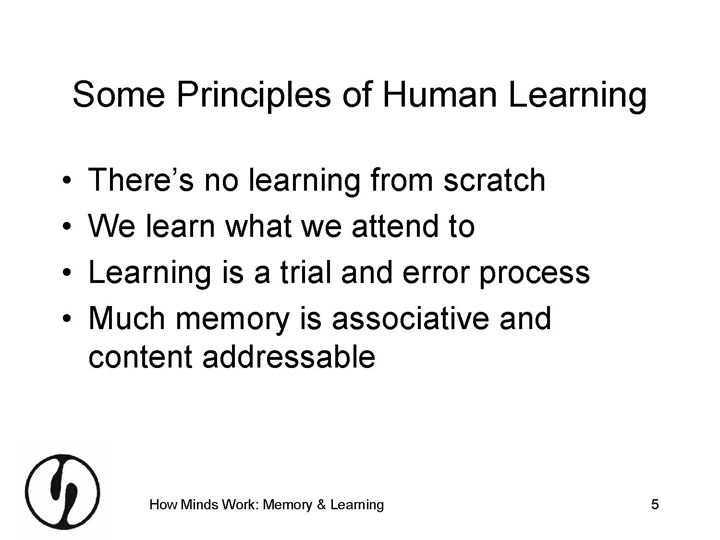 Some Principles of Human Learning
• There's no learning from scratch
• We learn what we attend to
• Learning is a trial and error process
• Much memory is associative and
content addressable
How Minds Work: Memory & Learning
5